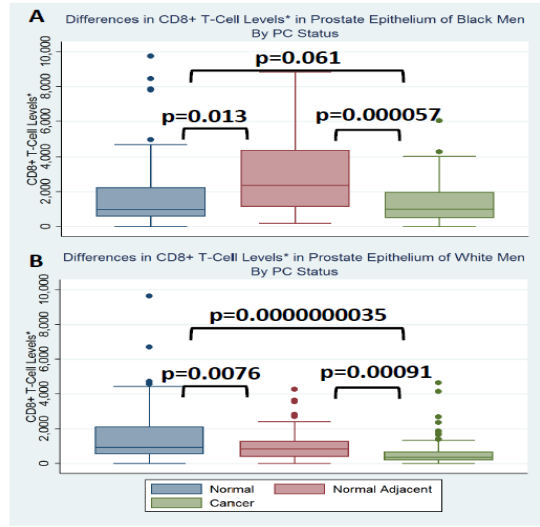 A
Differences in CD8+ T-Cell Levels* in Prostate Epithelium of Black Men
By PC Status
CD8+ T-Cell Levels*
10,000
8,000
6,000
4,000
2,000
0
p=0.061
p=0.013
p=0.000057
B
Differences in CD8+ T-Cell Levels* in Prostate Epithelium of White Men
By PC Status
CD8+ T-Cell Levels*
10,000
8,000
6,000
4,000
2,000
0
p=0.0000000035
p=0.0076
p=0.00091
Normal
Normal Adjacent
Cancer